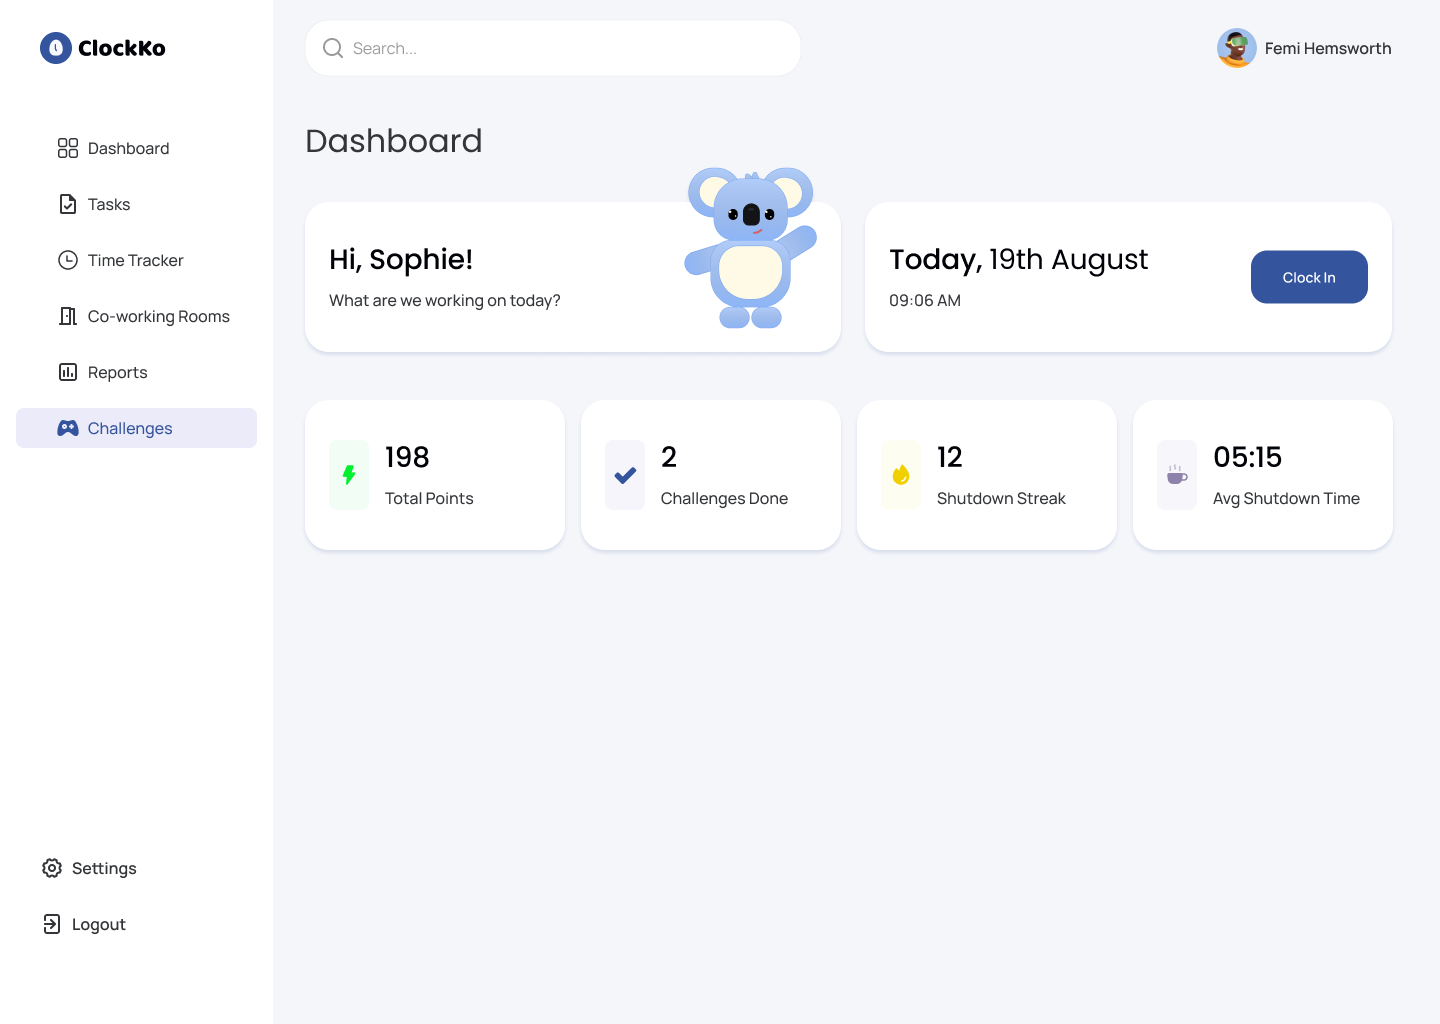 ClockKo
Search...
Femi Hemsworth
Dashboard
Tasks
Time Tracker
Co-working Rooms
Reports
Challenges
Settings
Logout
Dashboard
Hi, Sophie!
What are we working on today?
Today, 19th August
09:06 AM
Clock In
198
Total Points
2
Challenges Done
12
Shutdown Streak
05:15
Avg Shutdown Time